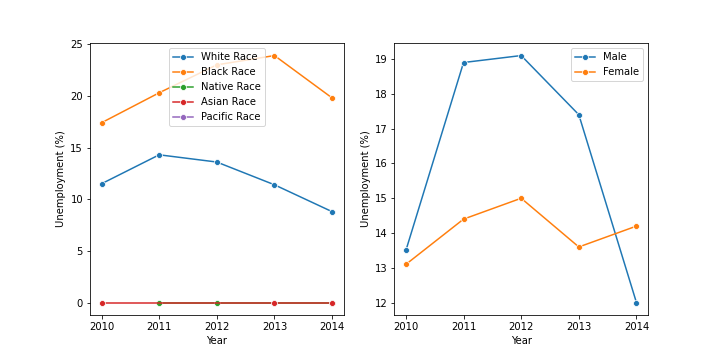 25
20
15
10
5
0
Unemployment (%)
White Race
Black Race
Native Race
Asian Race
Pacific Race
2010 2011 2012 2013 2014
Year
19
18
17
16
15
14
13
12
Unemployment (%)
Male
Female
2010 2011 2012 2013 2014
Year